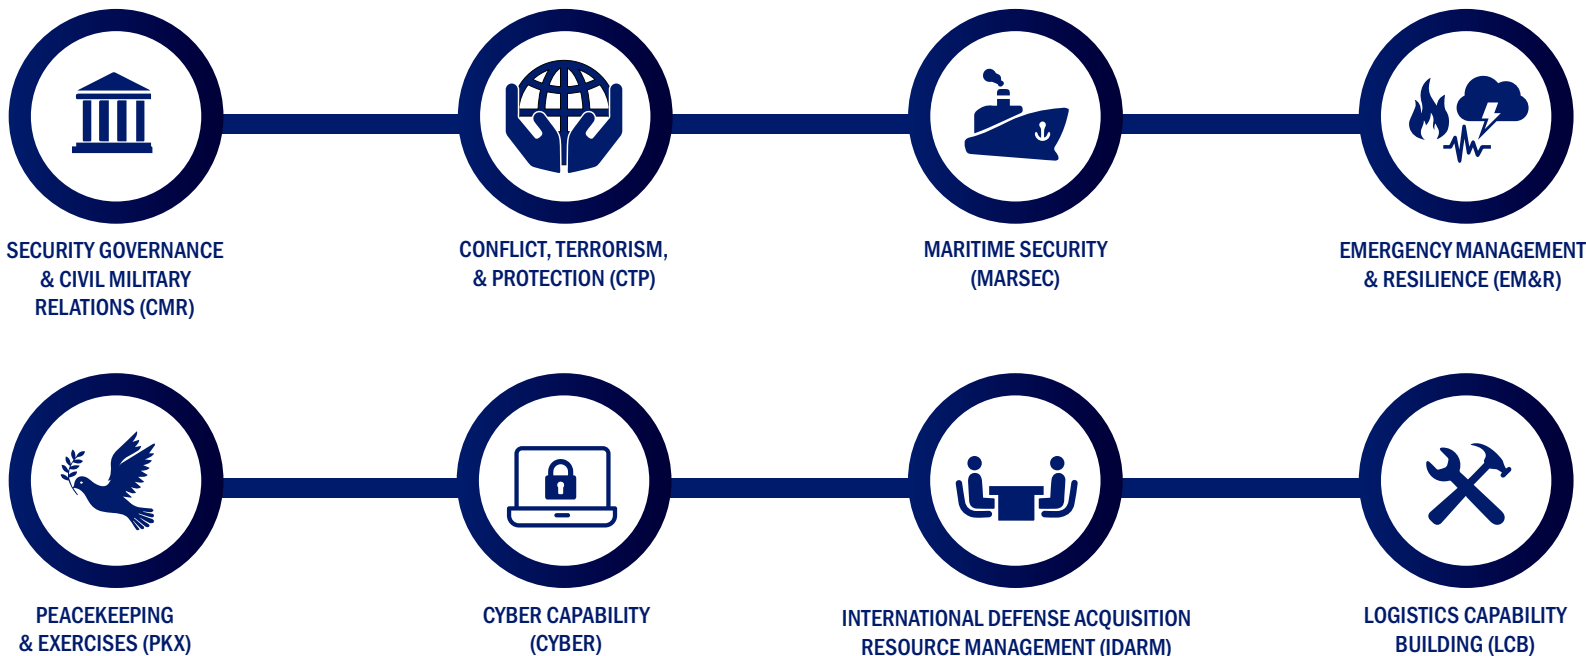 SECURITY GOVERNANCE
& CIVIL MILITARY
RELATIONS (CMR)
CONFLICT, TERRORISM,
& PROTECTION (CTP)
MARITIME SECURITY
(MARSEC)
EMERGENCY MANAGEMENT
& RESILIENCE (EM&R)
PEACEKEEPING
& EXERCISES (PKX)
CYBER CAPABILITY
(CYBER)
INTERNATIONAL DEFENSE ACQUISITION
RESOURCE MANAGEMENT (IDARM)
LOGISTICS CAPABILITY
BUILDING (LCB)